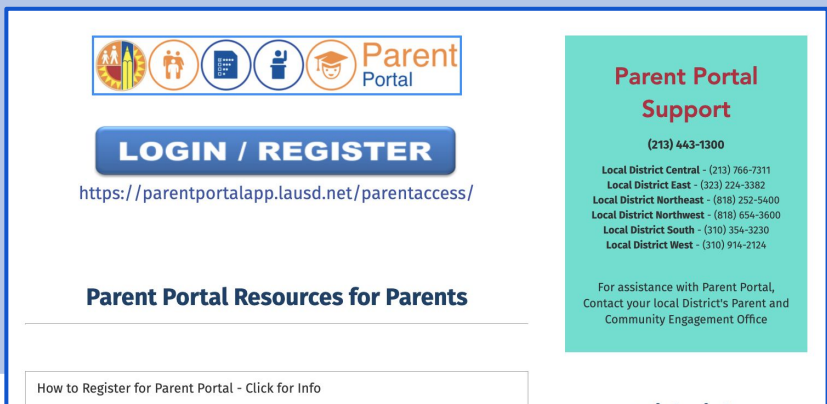 Parent
Portal
LOGIN / REGISTER
https://parentportalapp.lausd.net/parentaccess/
Parent Portal Resources for Parents
How to Register for Parent Portal - Click for Info
Parent Portal
Support
(213) 443-1300
Local District Central - (213) 766-7311
Local District East - (323) 224-3382
Local District Northeast - (818) 252-5400
Local District Northwest - (818) 654-3600
Local District South - (310) 354-3230
Local District West - (310) 914-2124
For assistance with Parent Portal,
Contact your local District's Parent and
Community Engagement Office